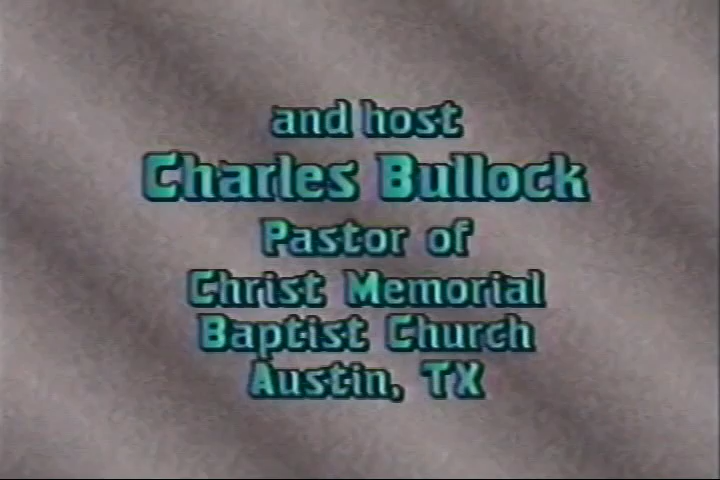 and host
Charles Bullock
Pastor of
Christ Memorial
Baptist Church
Austin, TX